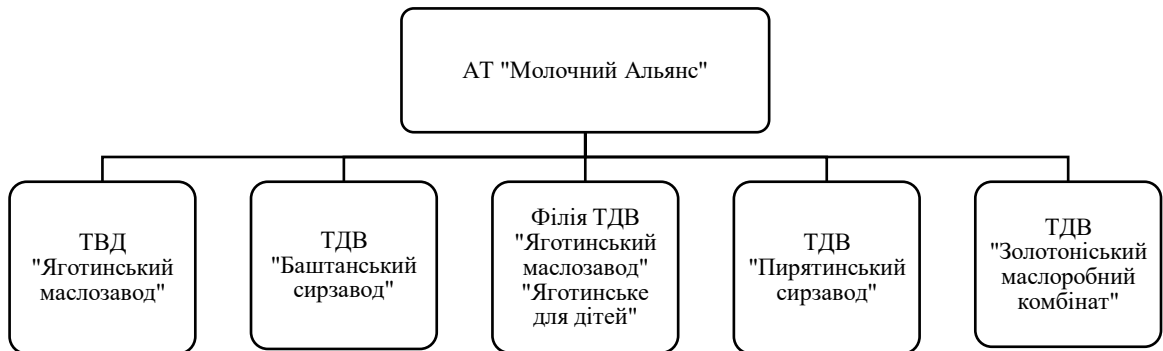 АТ "Молочний Альянс"
ТВД
"Яготинський
маслозавод"
ТДВ
"Баштанський
сирзавод"
Філія ТДВ
"Яготинський
маслозавод"
"Яготинське
для дітей"
ТДВ
"Пирятинський
сирзавод"
ТДВ
"Золотоніський
маслоробний
комбінат"